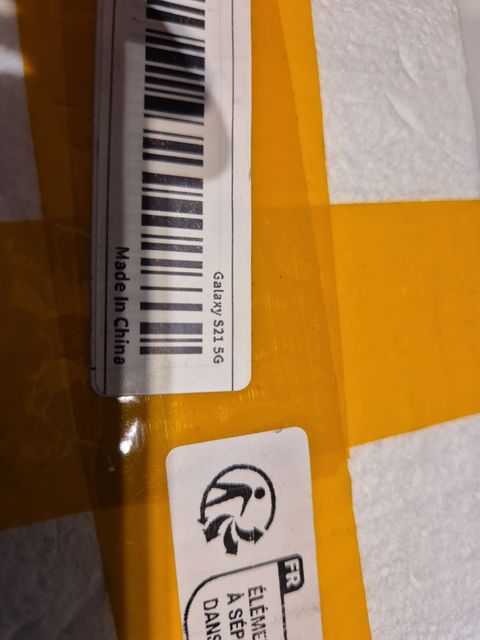 Galaxy S21 5G
Made In China
FR
ÉLÉME
À SÉP
DANS